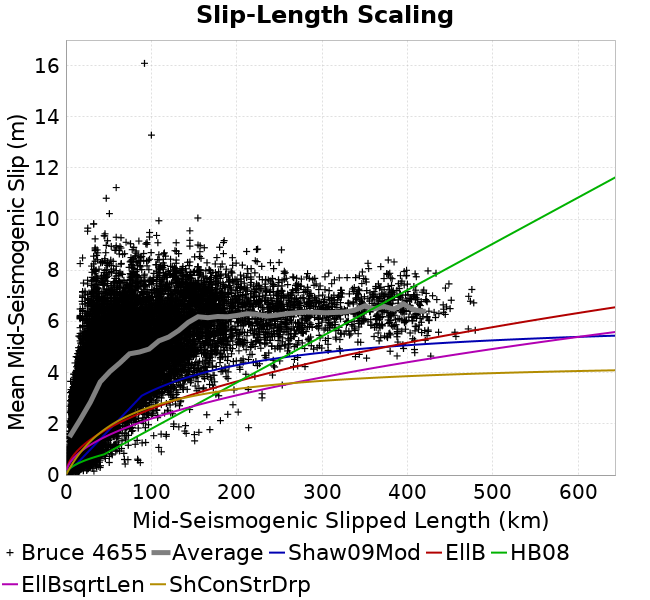 Slip-Length Scaling
Mean Mid-Seismogenic Slip (m)
16
14
12
10
8
6
4
2
0
0 100 200 300 400 500 600
Mid-Seismogenic Slipped Length (km)
Bruce 4655 Average Shaw09Mod EllB HB08
EllBsqrtLen ShConStrDrp